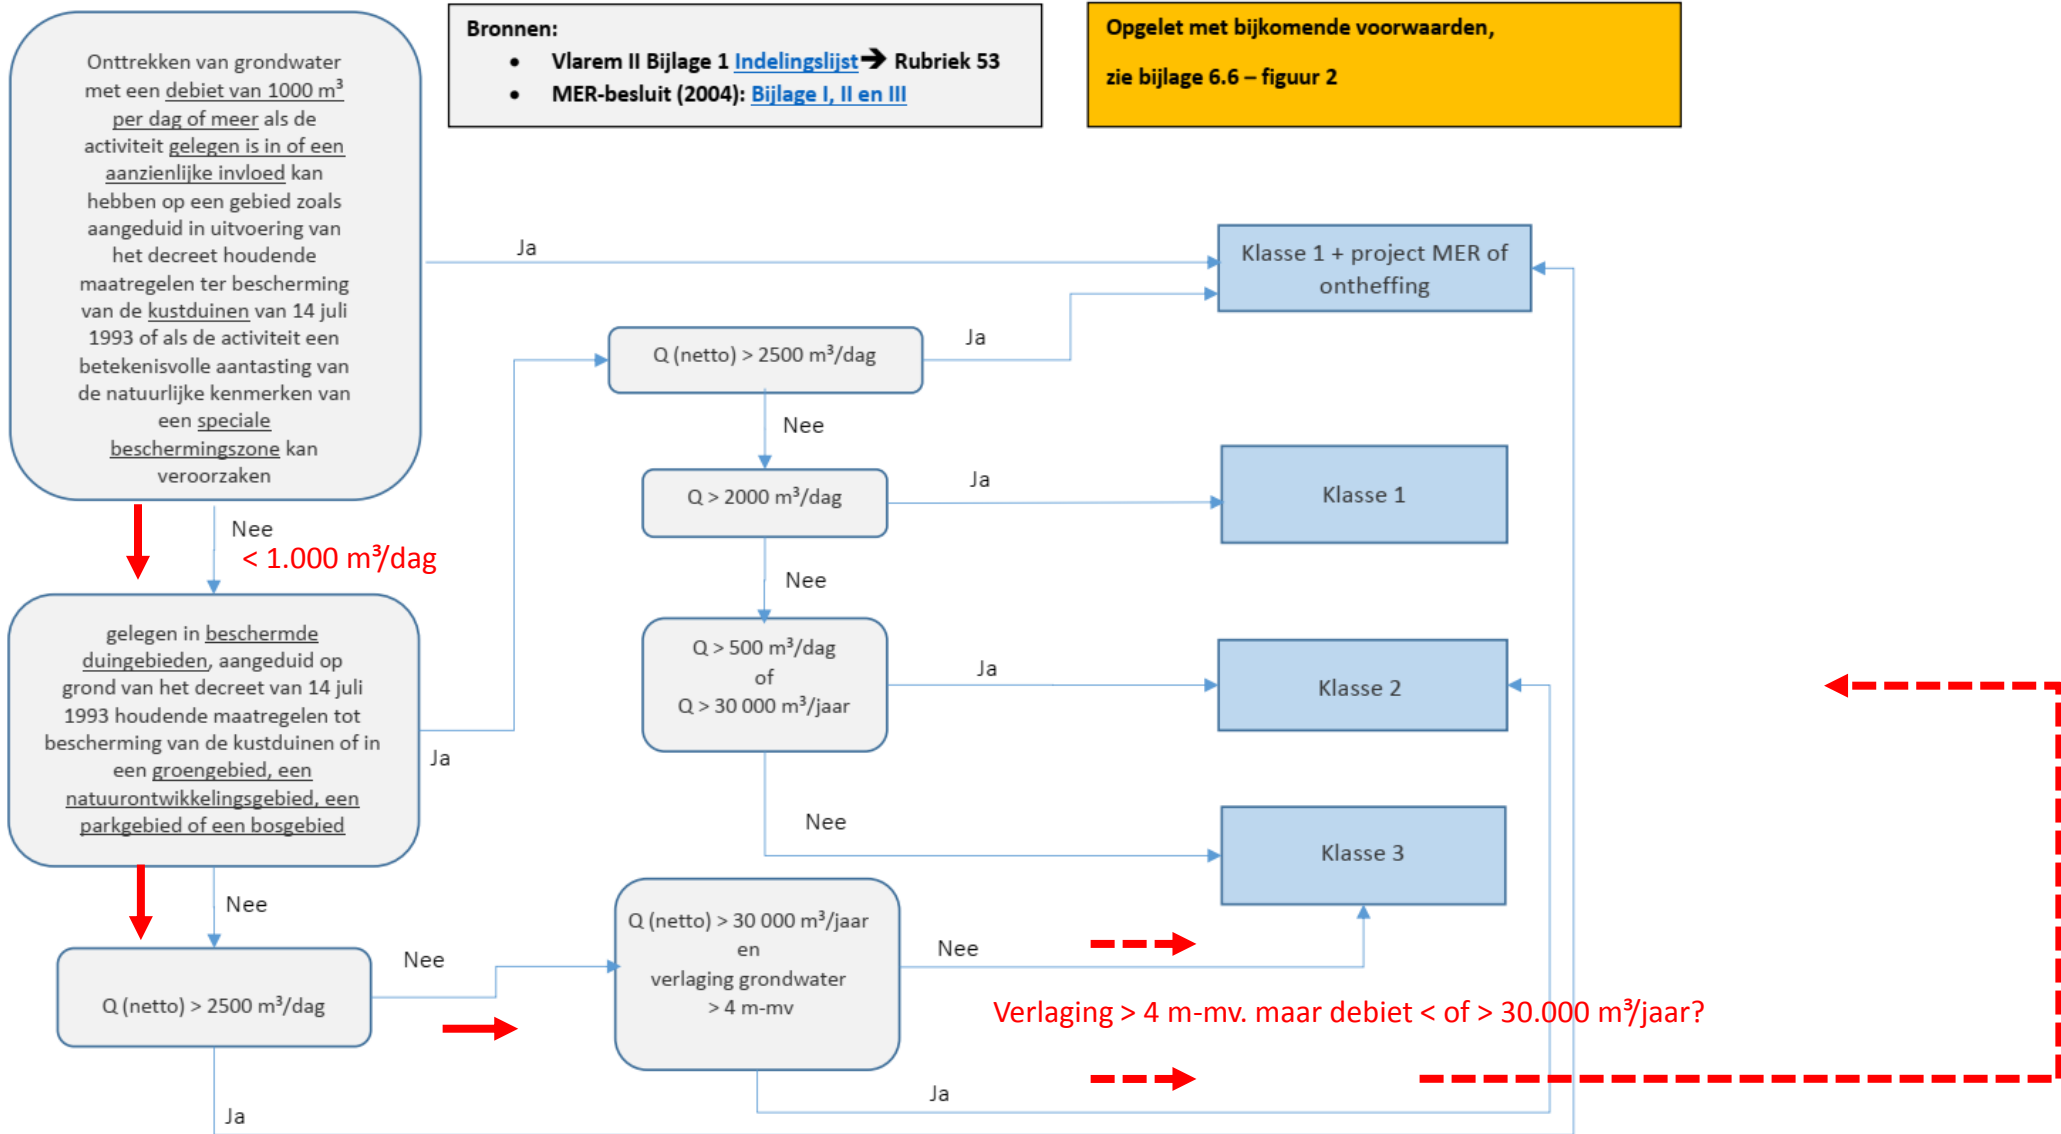 Onttrekken van grondwater
met een debiet van 1000 m³
per dag of meer als de
activiteit gelegen is in of een
aanzienlijke invloed kan
hebben op een gebied zoals
aangeduid in uitvoering van
het decreet houdende
maatregelen ter bescherming
van de kustduinen van 14 juli
1993 of als de activiteit een
betekenisvolle aantasting van
de natuurlijke kenmerken van
een speciale
beschermingszone kan
veroorzaken
Bronnen:
• Vlarem II Bijlage 1 Indelingslijst → Rubriek 53
• MER-besluit (2004): Bijlage I, II en III
Opgelet met bijkomende voorwaarden,
zie bijlage 6.6 – figuur 2
Ja
Klasse 1 + project MER of
ontheffing
Q (netto) > 2500 m³/dag
Ja
Nee
Q > 2000 m³/dag
Ja
Klasse 1
Nee
< 1.000 m³/dag
Nee
gelegen in beschermde
duingebieden, aangeduid op
grond van het decreet van 14 juli
1993 houdende maatregelen tot
bescherming van de kustduinen of in
een groengebied, een
natuurontwikkelingsgebied, een
parkgebied of een bosgebied
Ja
Q > 500 m³/dag
of
Q > 30 000 m³/jaar
Ja
Klasse 2
Nee
Klasse 3
Nee
Q (netto) > 2500 m³/dag
Nee
Q (netto) > 30 000 m³/jaar
en
verlaging grondwater
> 4 m-mv
Nee
Verlaging > 4 m-mv. maar debiet < of > 30.000 m³/jaar?
Ja
Ja